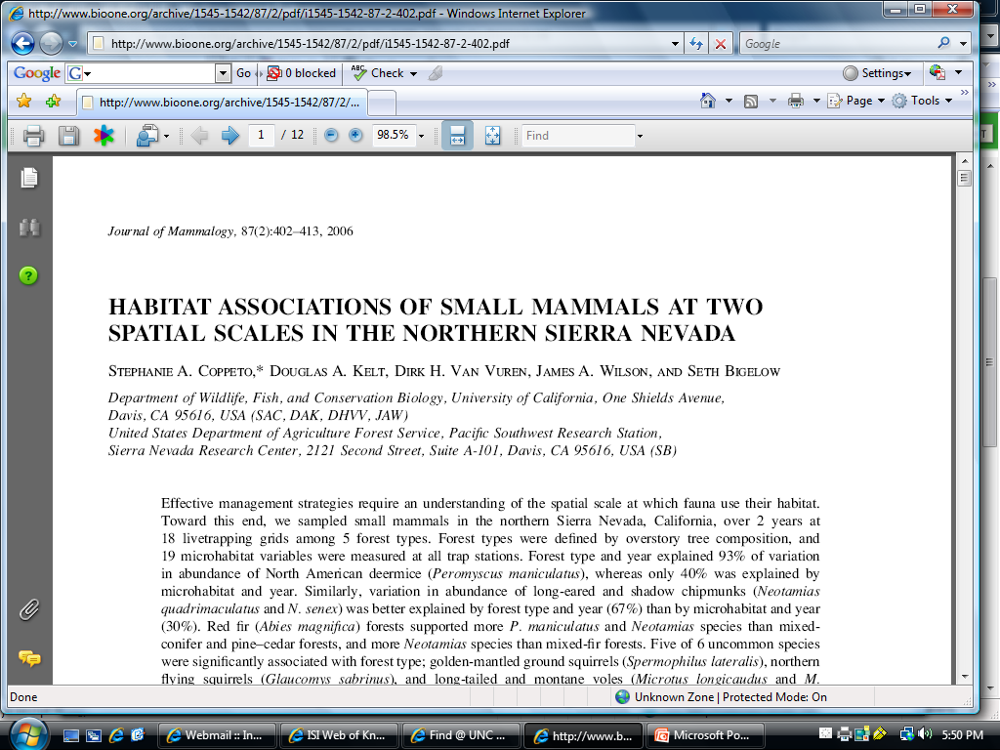 http://www.bioone.org/archive/1545-1542/87/2/pdf/i1545-1542-87-2-402.pdf - Windows Internet Explorer
http://www.bioone.org/archive/1545-1542/87/2/pdf/i1545-1542-87-2-402.pdf
Google
Google G Go 0 blocked ABC Check Settings
http://www.bioone.org/archive/1545-1542/87/2/... Page Tools
1 / 12 98.5% Find
Journal of Mammalogy, 87(2):402–413, 2006
HABITAT ASSOCIATIONS OF SMALL MAMMALS AT TWO
SPATIAL SCALES IN THE NORTHERN SIERRA NEVADA
STEPHANIE A. COPPETO,* DOUGLAS A. KELT, DIRK H. VAN VUREN, JAMES A. WILSON, AND SETH BIGELOW
Department of Wildlife, Fish, and Conservation Biology, University of California, One Shields Avenue,
Davis, CA 95616, USA (SAC, DAK, DHVV, JAW)
United States Department of Agriculture Forest Service, Pacific Southwest Research Station,
Sierra Nevada Research Center, 2121 Second Street, Suite A-101, Davis, CA 95616, USA (SB)
Effective management strategies require an understanding of the spatial scale at which fauna use their habitat.
Toward this end, we sampled small mammals in the northern Sierra Nevada, California, over 2 years at
18 livetrapping grids among 5 forest types. Forest types were defined by overstory tree composition, and
19 microhabitat variables were measured at all trap stations. Forest type and year explained 93% of variation
in abundance of North American deermice (Peromyscus maniculatus), whereas only 40% was explained by
microhabitat and year. Similarly, variation in abundance of long-eared and shadow chipmunks (Neotamias
quadrimaculatus and N. senex) was better explained by forest type and year (67%) than by microhabitat and year
(30%). Red fir (Abies magnifica) forests supported more P. maniculatus and Neotamias species than mixed-
conifer and pine–cedar forests, and more Neotamias species than mixed-fir forests. Five of 6 uncommon species
were significantly associated with forest type; golden-mantled ground squirrels (Spermophilus lateralis), northern
flying squirrels (Glaucomys sabrinus), and long-tailed and montane voles (Microtus longicaudus and M.
Done Unknown Zone | Protected Mode: On
Webmail :: In... ISI Web of Kn... Find @ UNC ... http://www.b... Microsoft Po... 5:50 PM